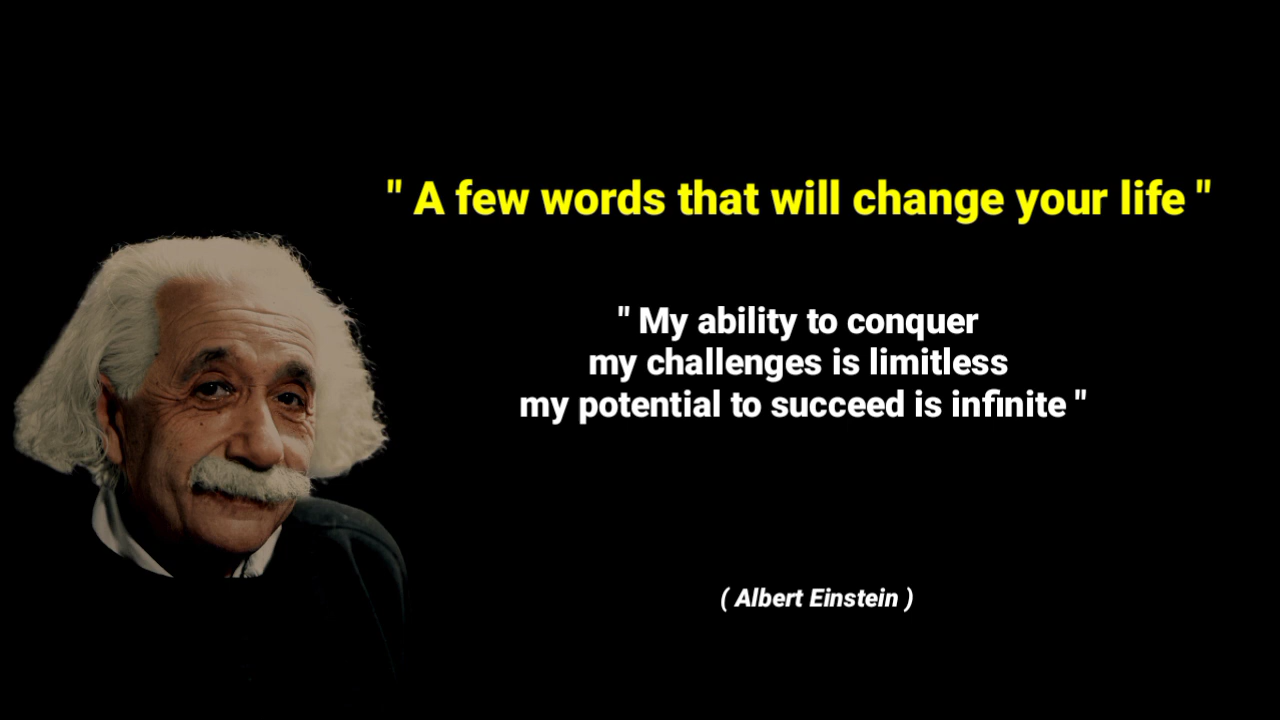 " A few words that will change your life "
" My ability to conquer
my challenges is limitless
my potential to succeed is infinite "
( Albert Einstein )